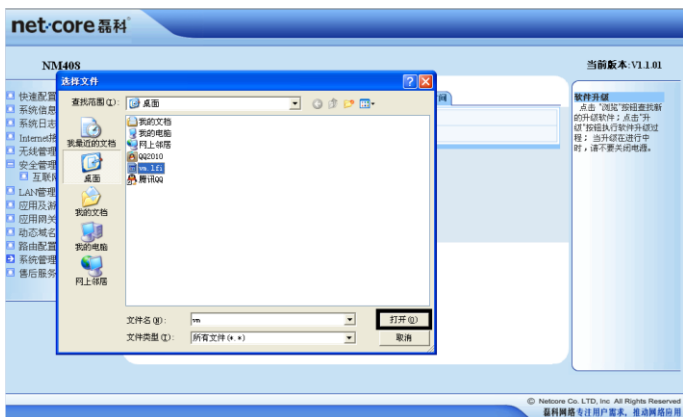 net·core 磊科
NM408
当前版本:V1.1.01
选择文件
查找范围(I):
桌面
快速配置
系统信息
系统日志
Internet
无线管理
安全管理
互联
LAN管理
应用及
应用网关
动态域名
路由配置
系统管理
售后服务
我最近的文档
桌面
我的文档
我的电脑
网上邻居
我的文档
我的电脑
网上邻居
QQ2010
vm.lfi
腾讯QQ
间
软件升级
点击"浏览"按钮查找新
的升级软件；点击"升
级"按钮执行软件升级过
程；当升级在进行中
时，请不要关闭电源。
文件名(N):
vm
打开(O)
文件类型(T):
所有文件(*.*)
取消
© Netcore Co. LTD, Inc All Rights Reserved
磊科网络专注用户需求，推动网络应用